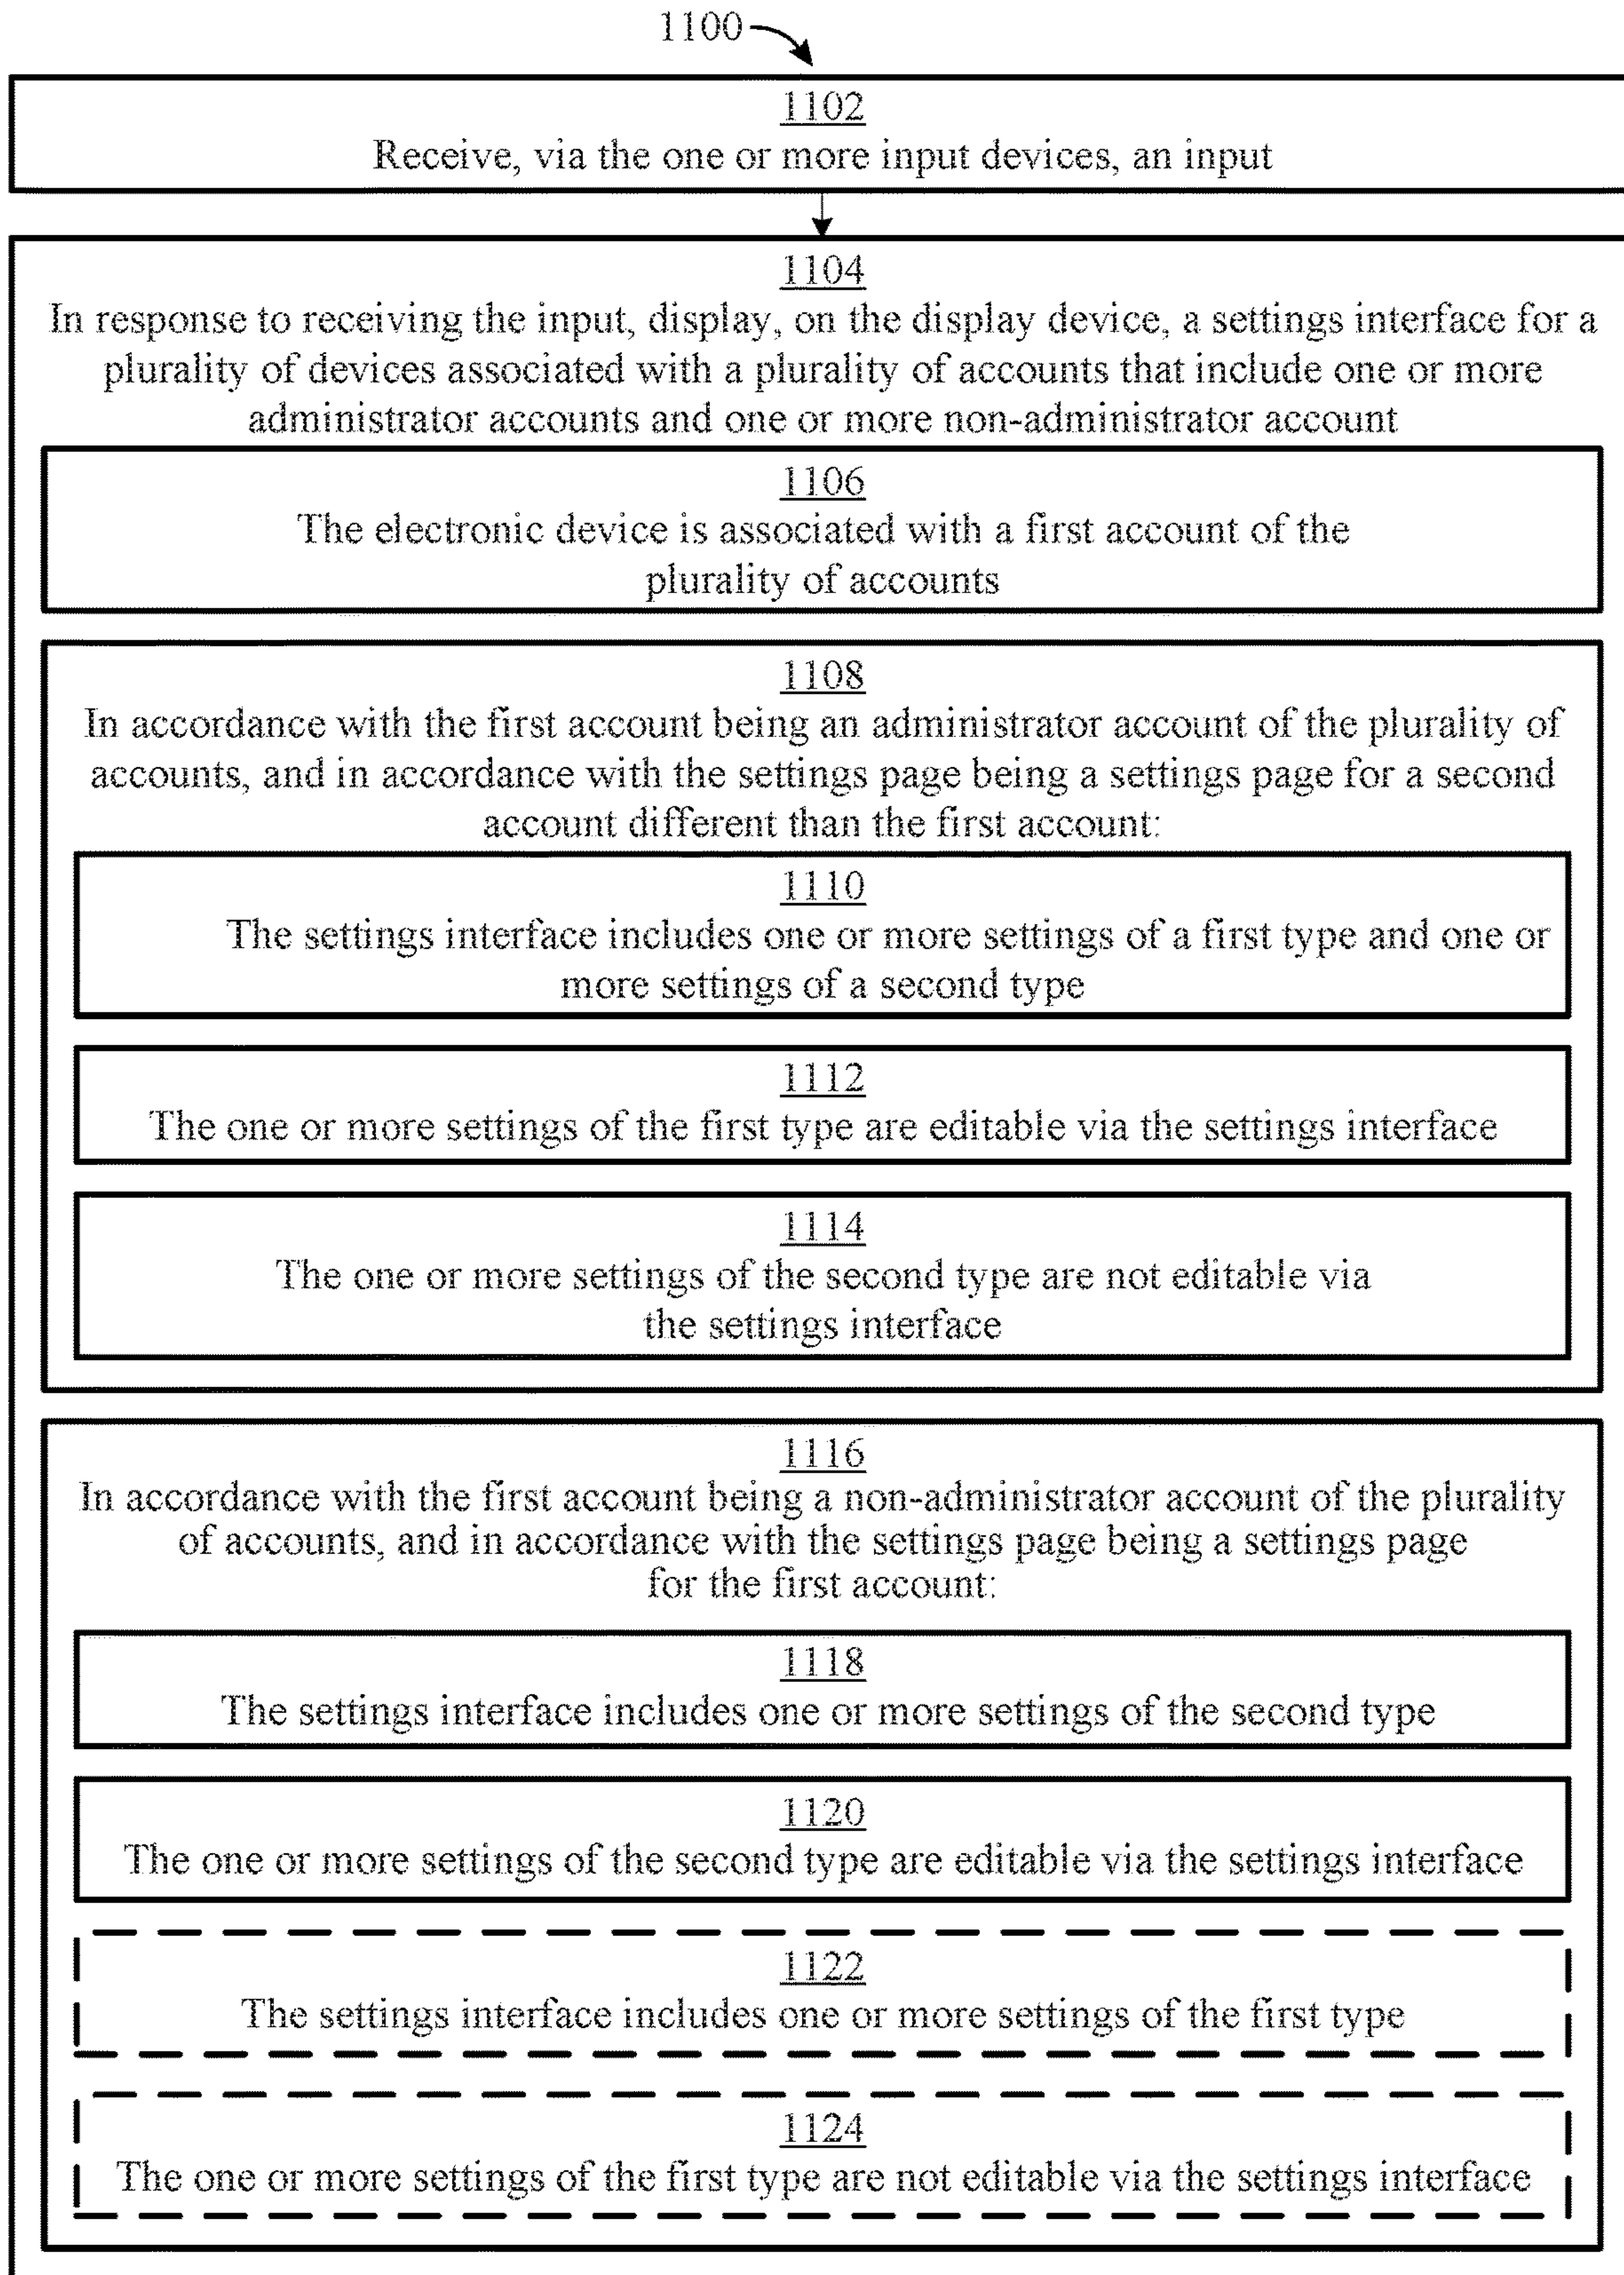 1100
1102
Receive, via the one or more input devices, an input
1104
In response to receiving the input, display, on the display device, a settings interface for a
plurality of devices associated with a plurality of accounts that include one or more
administrator accounts and one or more non-administrator account
1106
The electronic device is associated with a first account of the
plurality of accounts
1108
In accordance with the first account being an administrator account of the plurality of
accounts, and in accordance with the settings page being a settings page for a second
account different than the first account:
1110
The settings interface includes one or more settings of a first type and one or
more settings of a second type
1112
The one or more settings of the first type are editable via the settings interface
1114
The one or more settings of the second type are not editable via
the settings interface
1116
In accordance with the first account being a non-administrator account of the plurality
of accounts, and in accordance with the settings page being a settings page
for the first account:
1118
The settings interface includes one or more settings of the second type
1120
The one or more settings of the second type are editable via the settings interface
1122
The settings interface includes one or more settings of the first type
1124
The one or more settings of the first type are not editable via the settings interface